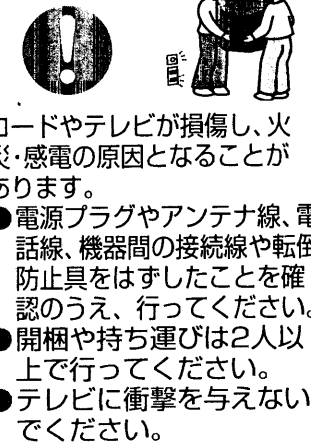 コードやテレビが損傷し、火
災・感電の原因となることが
あります。
●電源プラグやアンテナ線、電
話線、機器間の接続線や転倒
防止具をはずしたことを確
認のうえ、行ってください。
●開梱や持ち運びは2人以
上で行ってください。
●テレビに衝撃を与えない
でください。